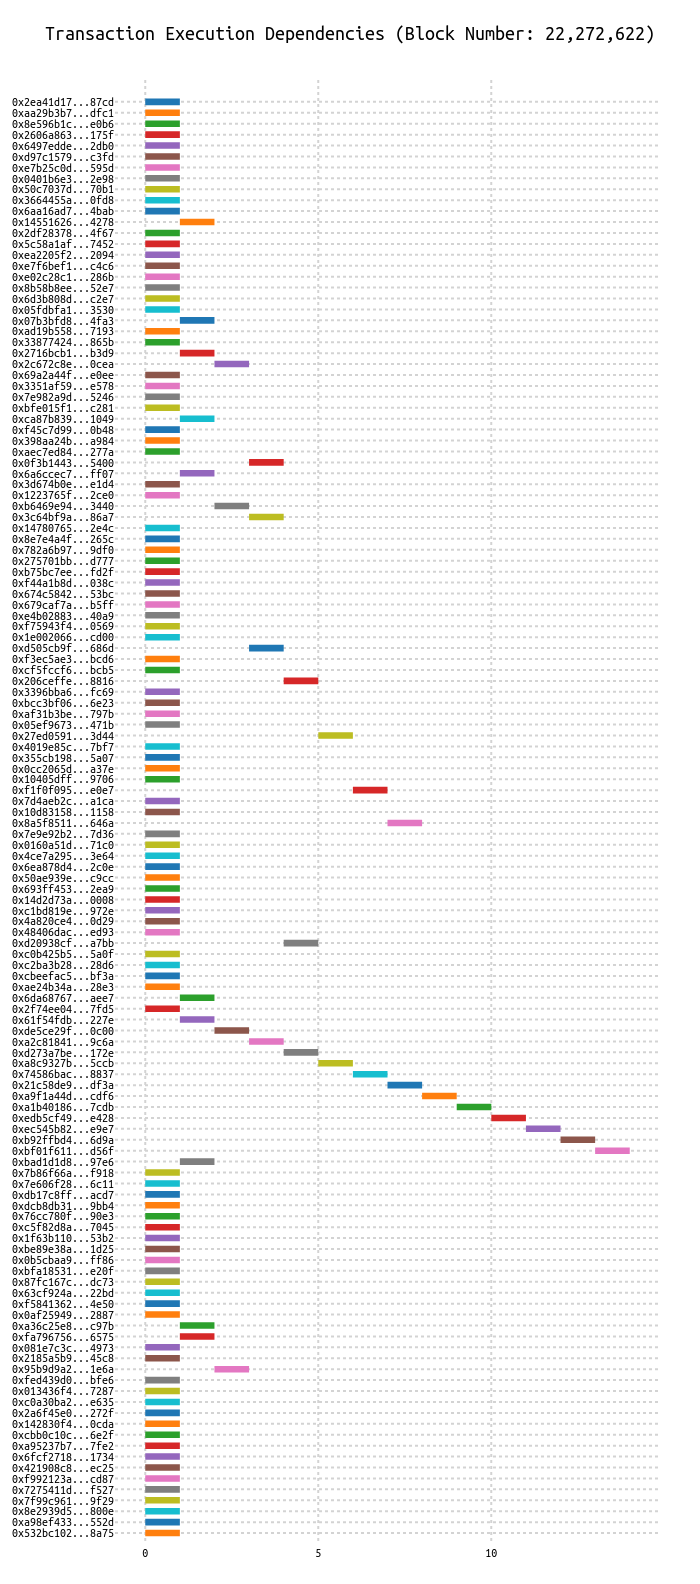 Transaction Execution Dependencies (Block Number: 22,272,622)
0x2ea41d17...87cd
0xaa29b3b7...dfc1
0x8e596b1c...e0b6
0x2606a863...175f
0x6497edde...2db0
0xd97c1579...c3fd
0xe7b25c0d...595d
0x0401b6e3...2e98
0x50c7037d...70b1
0x3664455a...0fd8
0x6aa16ad7...4bab
0x14551626...4278
0x2df28378...4f67
0x5c58a1af...7452
0xea2205f2...2094
0xe7f6bef1...c4c6
0xe02c28c1...286b
0x8b58b8ee...52e7
0x6d3b808d...c2e7
0x05fdbfa1...3530
0x07b3bfd8...4fa3
0xad19b558...7193
0x33877424...865b
0x2716bcb1...b3d9
0x2c672c8e...0cea
0x69a2a44f...e0ee
0x3351af59...e578
0x7e982a9d...5246
0xbfe015f1...c281
0xca87b839...1049
0xf45c7d99...0b48
0x398aa24b...a984
0xaec7ed84...277a
0x0f3b1443...5400
0x6a6ccec7...ff07
0x3d674b0e...e1d4
0x1223765f...2ce0
0xb6469e94...3440
0x3c64bf9a...86a7
0x14780765...2e4c
0x8e7e4a4f...265c
0x782a6b97...9df0
0x275701bb...d777
0xb75bc7ee...fd2f
0xf44a1b8d...038c
0x674c5842...53bc
0x679caf7a...b5ff
0xe4b02883...40a9
0xf75943f4...0569
0x1e002066...cd00
0xd505cb9f...686d
0xf3ec5ae3...bcd6
0xcf5fccf6...bcb5
0x206ceffe...8816
0x3396bba6...fc69
0xbcc3bf06...6e23
0xaf31b3be...797b
0x05ef9673...471b
0x27ed0591...3d44
0x4019e85c...7bf7
0x355cb198...5a07
0x0cc2065d...a37e
0x10405dff...9706
0xf1f0f095...e0e7
0x7d4aeb2c...a1ca
0x10d83158...1158
0x8a5f8511...646a
0x7e9e92b2...7d36
0x0160a51d...71c0
0x4ce7a295...3e64
0x6ea878d4...2c0e
0x50ae939e...c9cc
0x693ff453...2ea9
0x14d2d73a...0008
0xc1bd819e...972e
0x4a820ce4...0d29
0x48406dac...ed93
0xd20938cf...a7bb
0xc0b425b5...5a0f
0xc2ba3b28...28d6
0xcbeefac5...bf3a
0xae24b34a...28e3
0x6da68767...aee7
0x2f74ee04...7fd5
0x61f54fdb...227e
0xde5ce29f...0c00
0xa2c81841...9c6a
0xd273a7be...172e
0xa8c9327b...5ccb
0x74586bac...8837
0x21c58de9...df3a
0xa9f1a44d...cdf6
0xa1b40186...7cdb
0xedb5cf49...e428
0xec545b82...e9e7
0xb92ffbd4...6d9a
0xbf01f611...d56f
0xbad1d1d8...97e6
0x7b86f66a...f918
0x7e606f28...6c11
0xdb17c8ff...acd7
0xdcb8db31...9bb4
0x76cc780f...90e3
0xc5f82d8a...7045
0x1f63b110...53b2
0xbe89e38a...1d25
0x0b5cbaa9...ff86
0xbfa18531...e20f
0x87fc167c...dc73
0x63cf924a...22bd
0xf5841362...4e50
0x0af25949...2887
0xa36c25e8...c97b
0xfa796756...6575
0x081e7c3c...4973
0x2185a5b9...45c8
0x95b9d9a2...1e6a
0xfed439d0...bfe6
0x013436f4...7287
0xc0a30ba2...e635
0x2a6f45e0...272f
0x142830f4...0cda
0xcbb0c10c...6e2f
0xa95237b7...7fe2
0x6fcf2718...1734
0x421908c8...ec25
0xf992123a...cd87
0x7275411d...f527
0x7f99c961...9f29
0x8e2939d5...800e
0xa98ef433...552d
0x532bc102...8a75
0 5 10